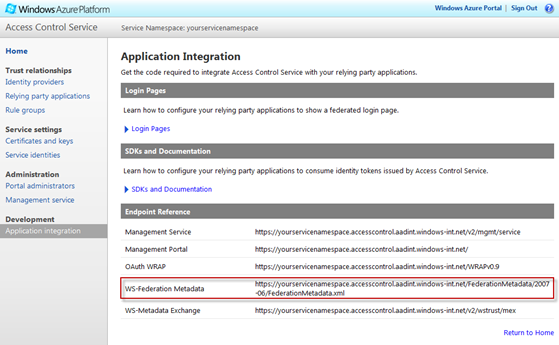 Windows Azure Platform
Windows Azure Portal | Sign Out
Access Control Service
Service Namespace: yourservicenamespace
Home
Trust relationships
Identity providers
Relying party applications
Rule groups
Service settings
Certificates and keys
Service identities
Administration
Portal administrators
Management service
Development
Application integration
Application Integration
Get the code required to integrate Access Control Service with your relying party applications.
Login Pages
Learn how to configure your relying party applications to show a federated login page.
Login Pages
SDKs and Documentation
Learn how to configure your relying party applications to consume identity tokens issued by Access Control Service.
SDKs and Documentation
Endpoint Reference
Management Service https://yourservicenamespace.accesscontrol.aadint.windows-int.net/v2/mgmt/service
Management Portal https://yourservicenamespace.accesscontrol.aadint.windows-int.net/
OAuth WRAP https://yourservicenamespace.accesscontrol.aadint.windows-int.net/WRAPv0.9
WS-Federation Metadata https://yourservicenamespace.accesscontrol.aadint.windows-int.net/FederationMetadata/2007
-06/FederationMetadata.xml
WS-Metadata Exchange https://yourservicenamespace.accesscontrol.aadint.windows-int.net/v2/wstrust/mex
Return to Home